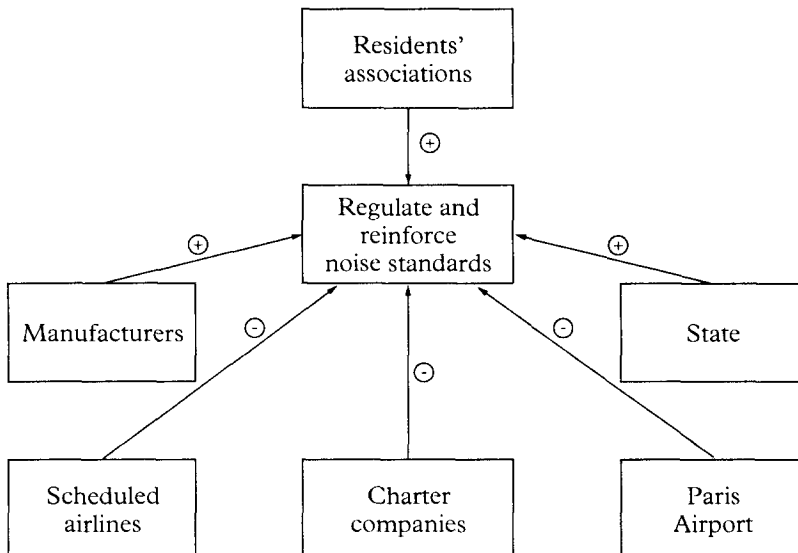 Residents'
associations
+
Regulate and
reinforce
noise standards
+
+
Manufacturers
-
-
State
-
Scheduled
airlines
Charter
companies
Paris
Airport